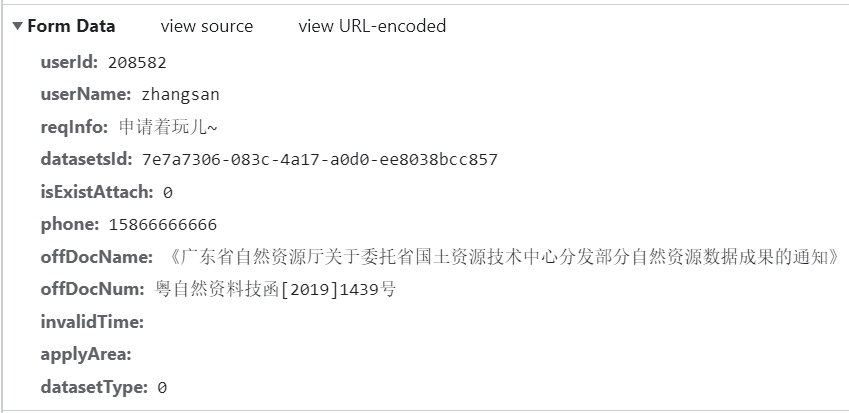 Form Data view source view URL-encoded
userId: 208582
userName: zhangsan
reqInfo: 申请着玩儿~
datasetsId: 7e7a7306-083c-4a17-a0d0-ee8038bcc857
isExistAttach: 0
phone: 15866666666
offDocName: 《广东省自然资源厅关于委托省国土资源技术中心分发部分自然资源数据成果的通知》
offDocNum: 粤自然资料技函[2019]1439号
invalidTime:
applyArea:
datasetType: 0